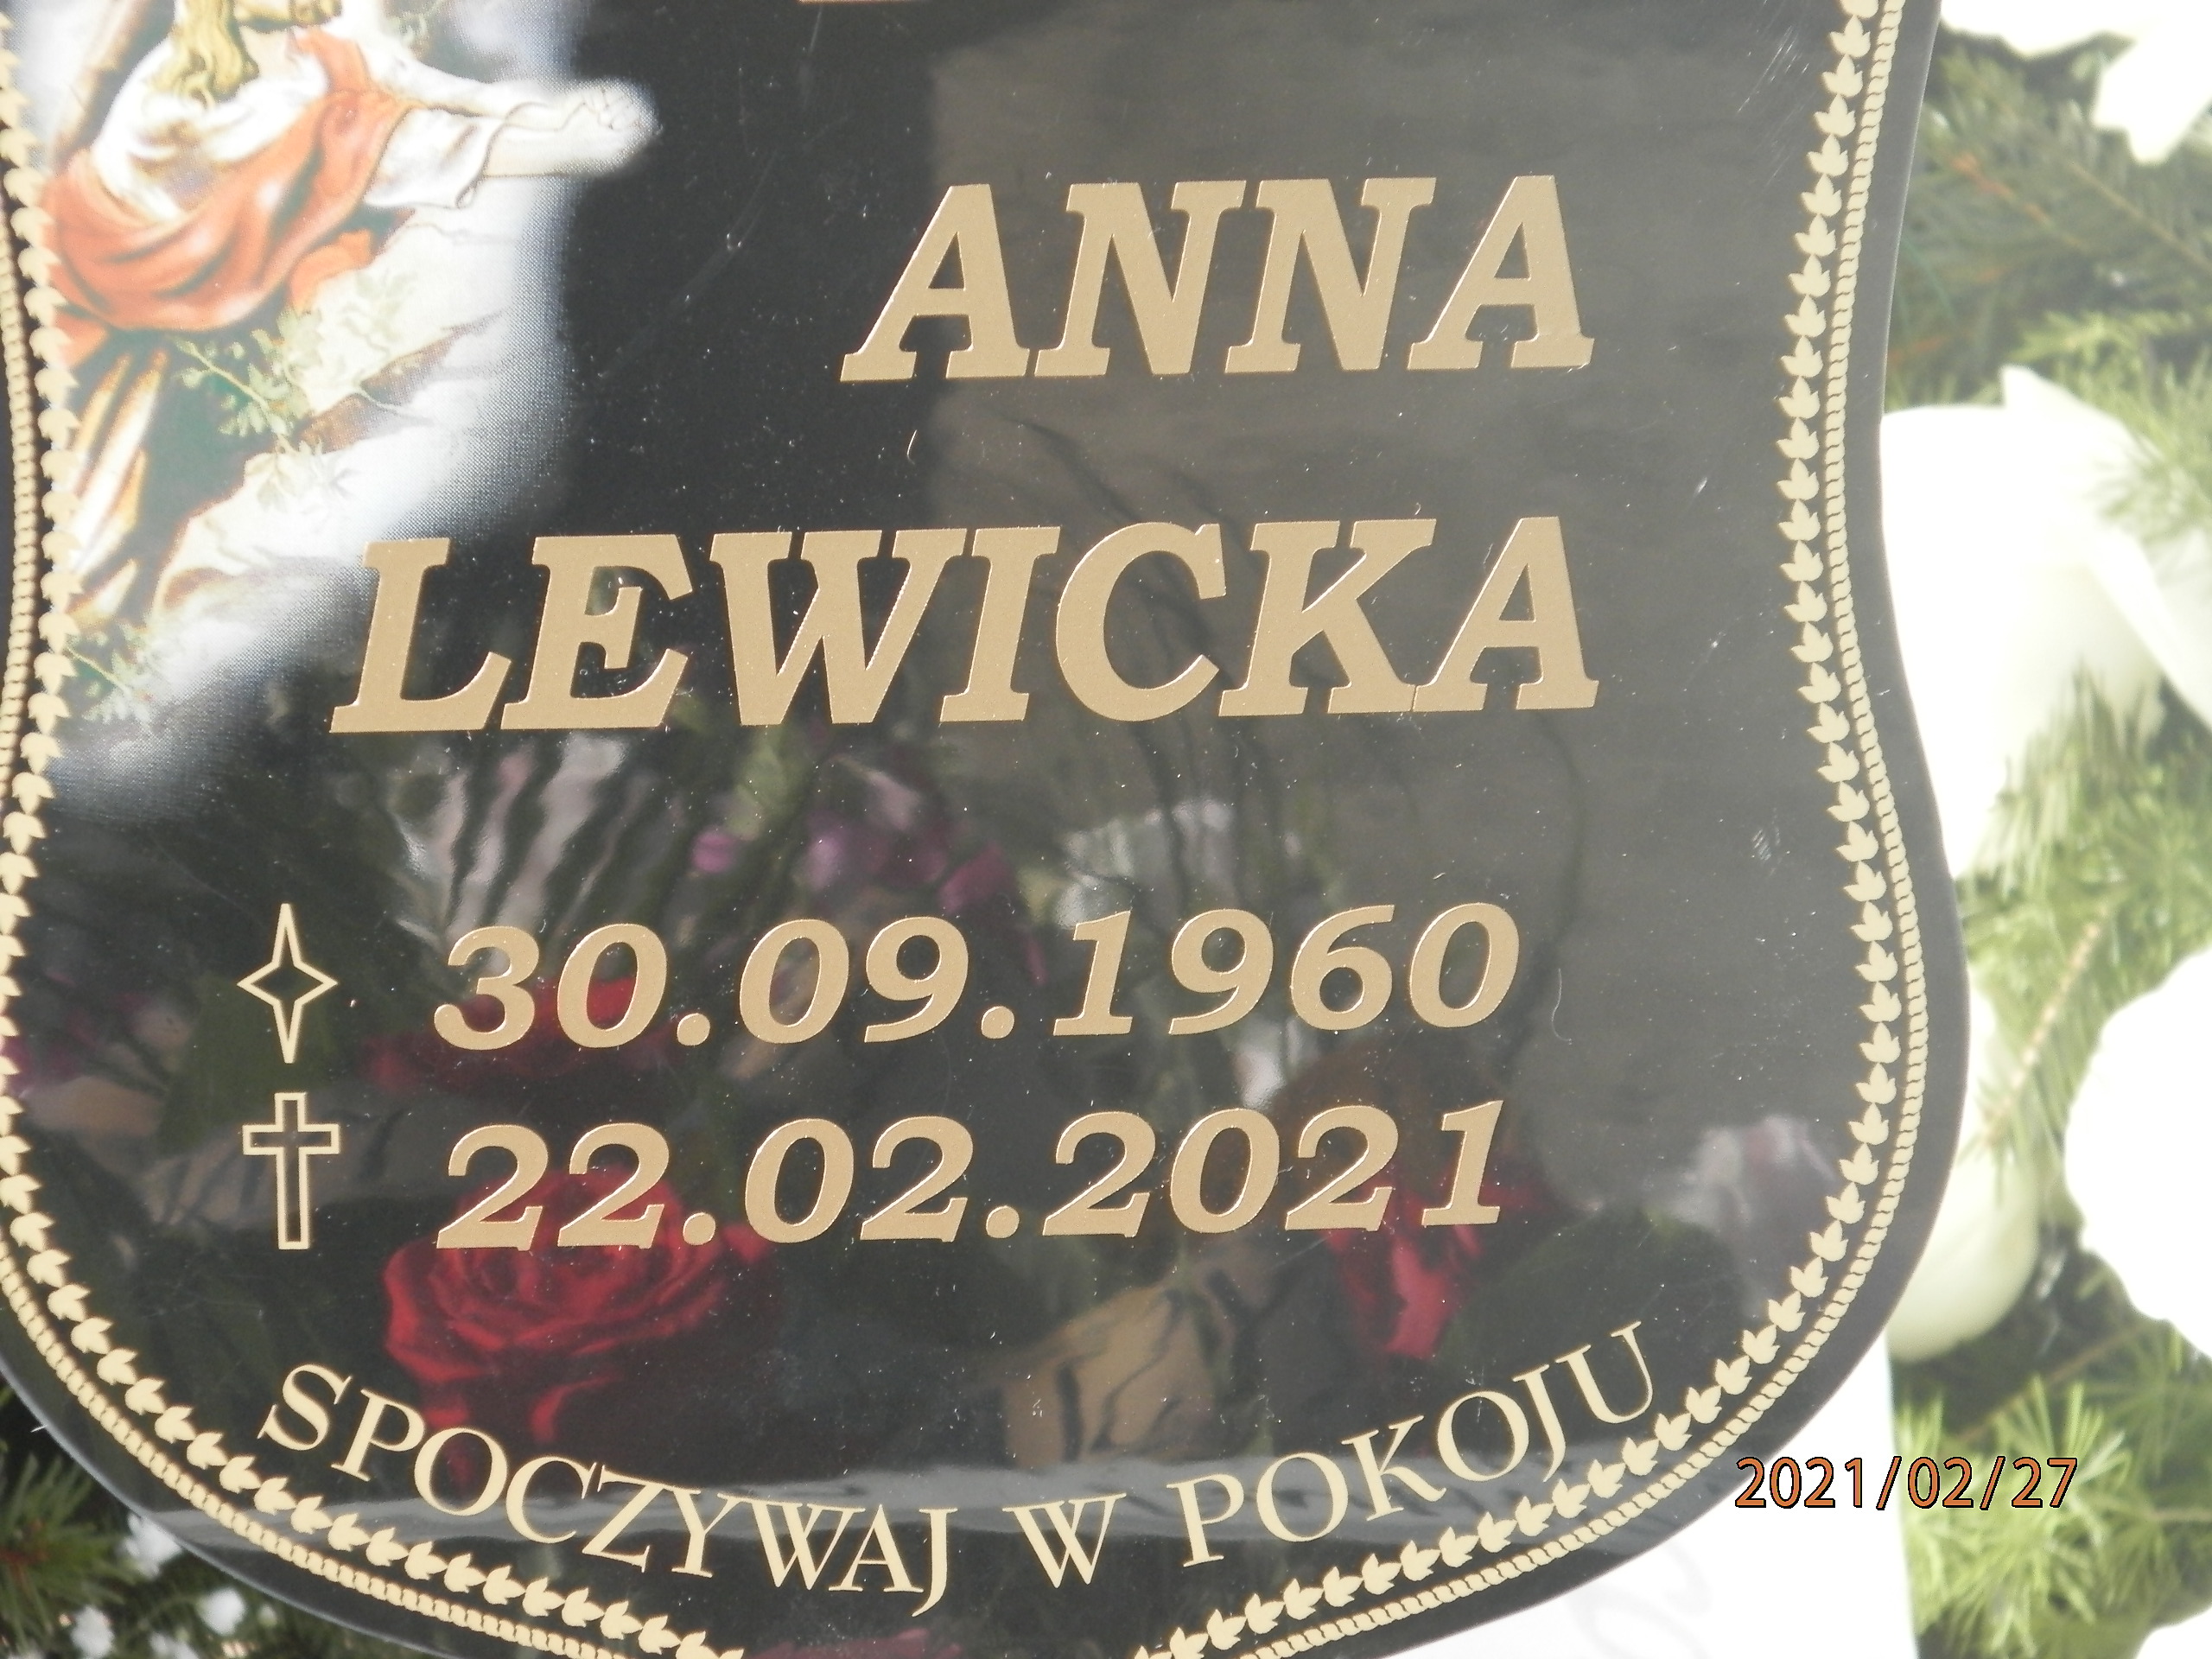 ANNA
LEWICKA
30.09.1960
22.02.2021
SPOCZYWAJ W POKOJU
2021/02/27